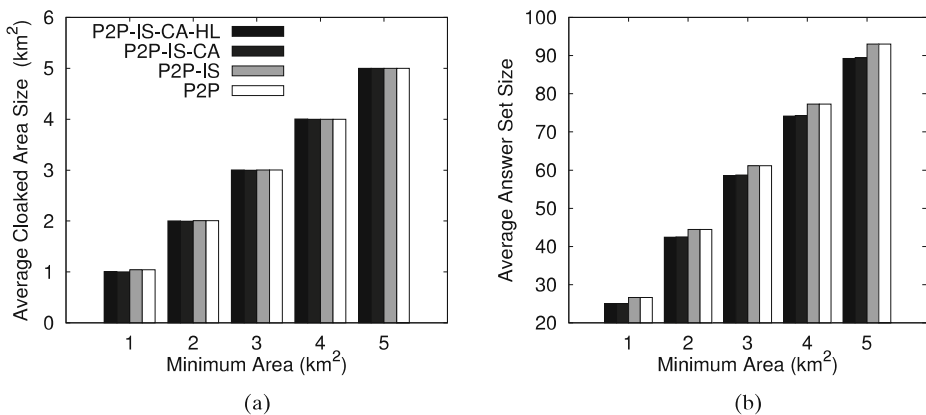 Average Cloaked Area Size (km²)
6
5
4
3
2
1
0
P2P-IS-CA-HL
P2P-IS-CA
P2P-IS
P2P
1 2 3 4 5
Minimum Area (km²)
(a)
Average Answer Set Size
100
90
80
70
60
50
40
30
20
1 2 3 4 5
Minimum Area (km²)
(b)